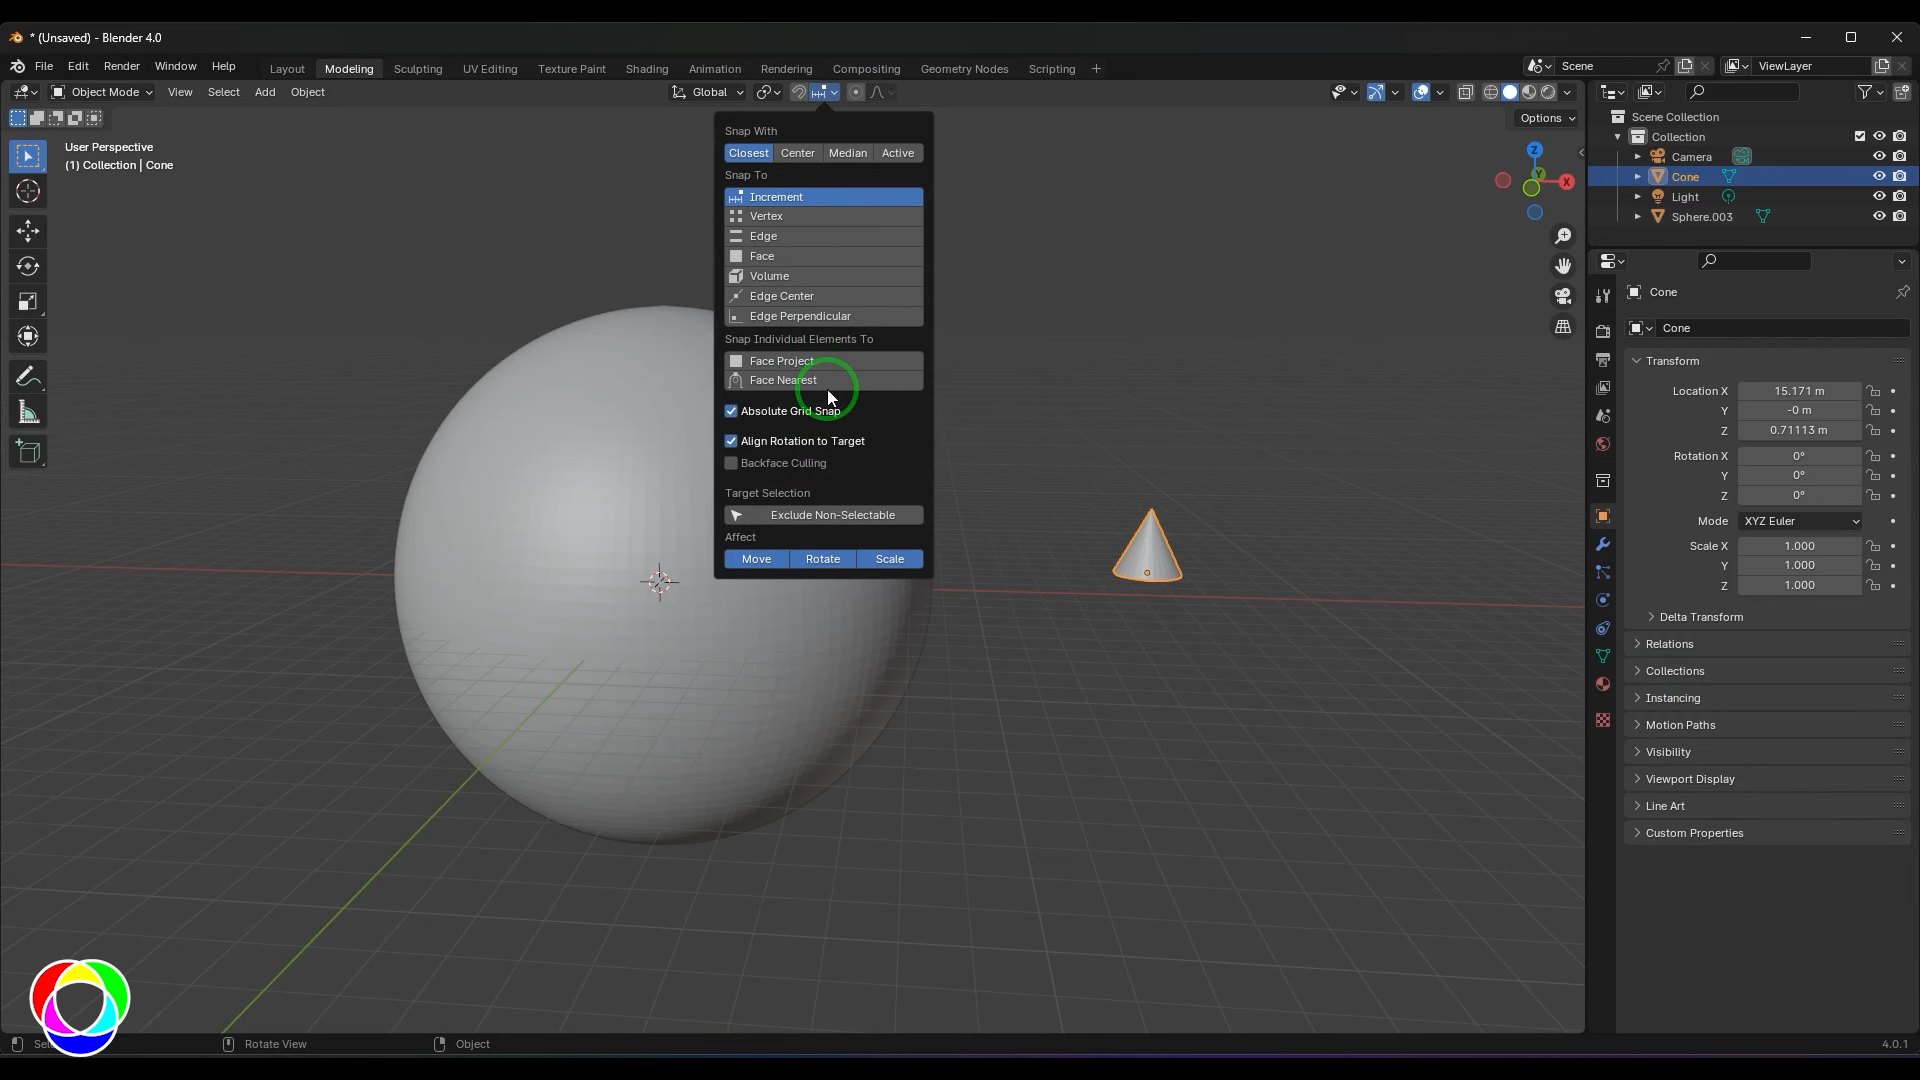 * (Unsaved) - Blender 4.0
File Edit Render Window Help Layout Modeling Sculpting UV Editing Texture Paint Shading Animation Rendering Compositing Geometry Nodes Scripting + Scene ViewLayer
Object Mode View Select Add Object Global
Options
User Perspective
(1) Collection | Cone
Snap With
Closest Center Median Active
Snap To
Increment
Vertex
Edge
Face
Volume
Edge Center
Edge Perpendicular
Snap Individual Elements To
Face Project
Face Nearest
Absolute Grid Snap
Align Rotation to Target
Backface Culling
Target Selection
Exclude Non-Selectable
Affect
Move Rotate Scale
Z
Y
X
Scene Collection
Collection
Camera
Cone
Light
Sphere.003
Cone
Cone
Transform
Location X 15.171 m
Y -0 m
Z 0.71113 m
Rotation X 0°
Y 0°
Z 0°
Mode XYZ Euler
Scale X 1.000
Y 1.000
Z 1.000
Delta Transform
Relations
Collections
Instancing
Motion Paths
Visibility
Viewport Display
Line Art
Custom Properties
Rotate View Object 4.0.1